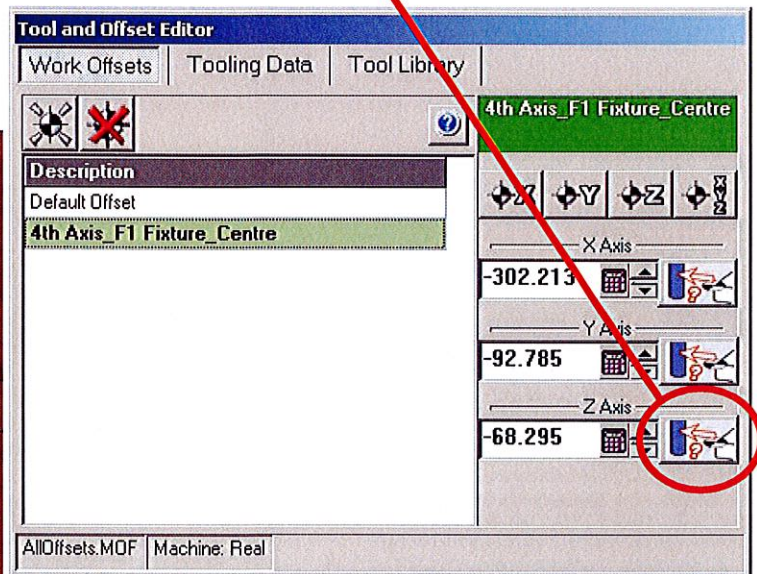 Tool and Offset Editor
Work Offsets
Tooling Data
Tool Library
4th Axis_F1 Fixture_Centre
Description
Default Offset
4th Axis_F1 Fixture_Centre
X Y Z XYZ
X Axis
-302.213
Y Axis
-92.785
Z Axis
-68.295
AllOffsets.MOF
Machine: Real